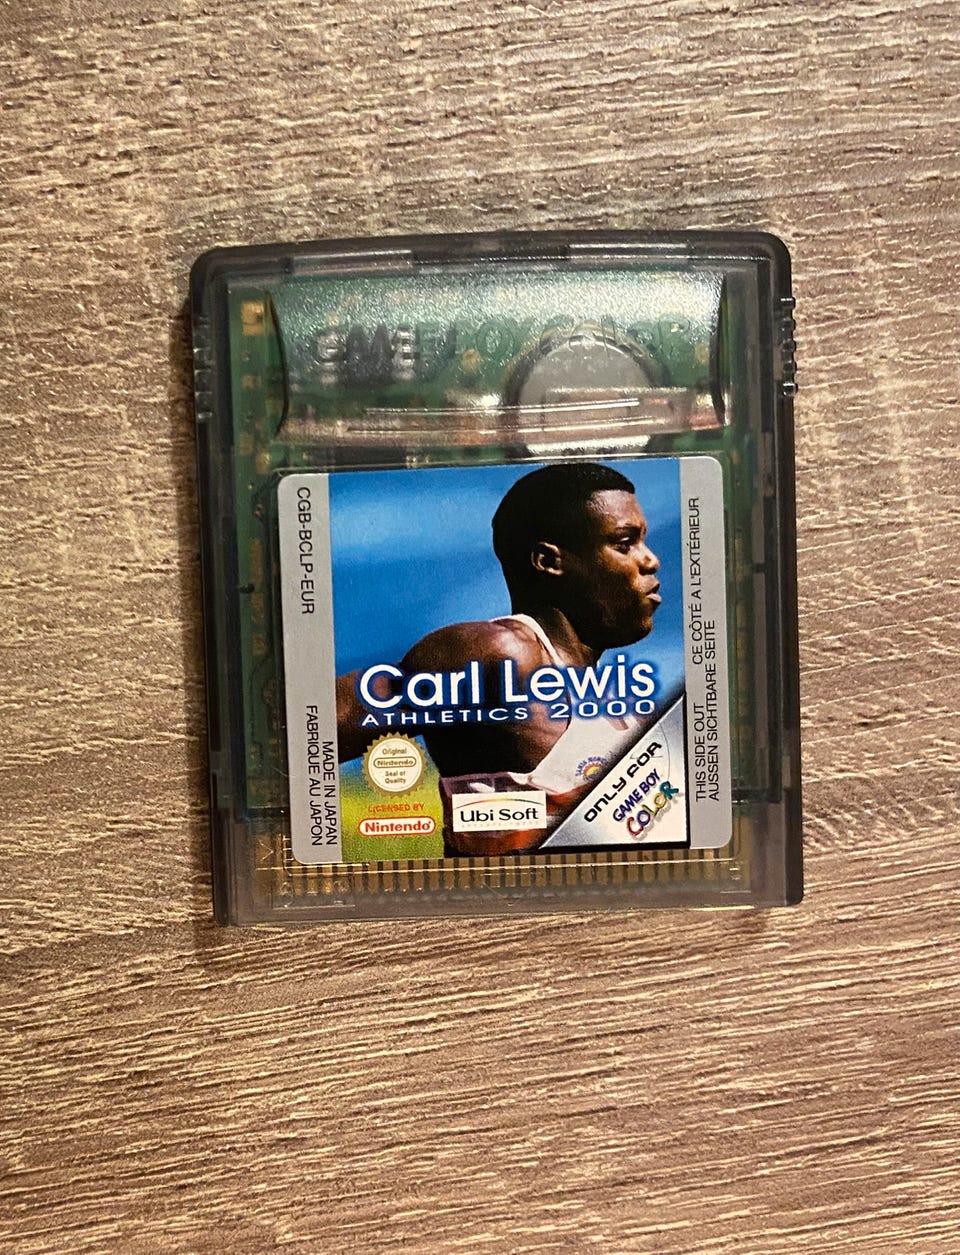 GAME BOY COLOR
CGB-BCLP-EUR
MADE IN JAPAN
FABRIQUÉ AU JAPON
Carl Lewis
ATHLETICS 2000
Original
Nintendo
Seal of
Quality
LICENSED BY
Nintendo
Ubi Soft
ONLY FOR
GAME BOY
COLOR
THIS SIDE OUT CE CÔTÉ A L'EXTÉRIEUR
AUSSEN SICHTBARE SEITE